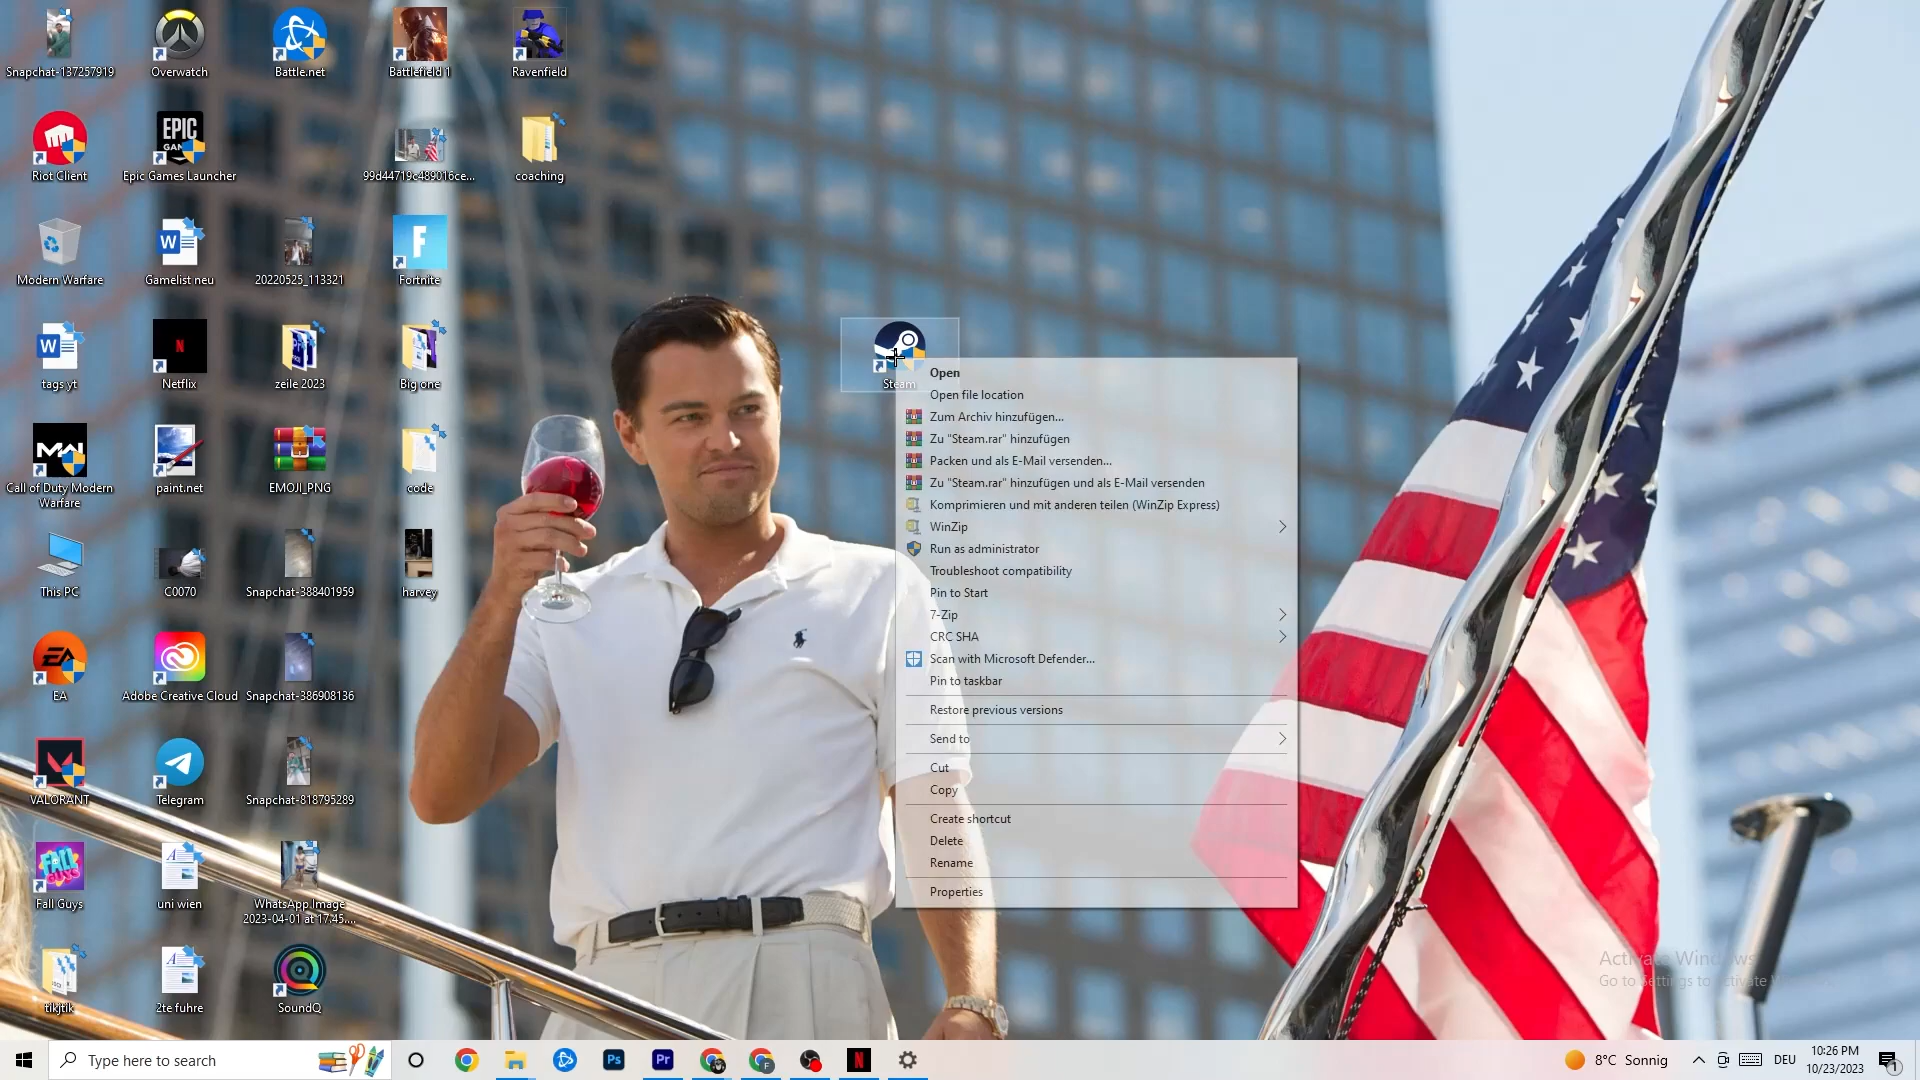 Snapchat-137257919
Overwatch
Battle.net
Battlefield 1
Ravenfield
Riot Client
EPIC
GAMES
Epic Games Launcher
99d44719c489016ce...
coaching
Modern Warfare
Gamelist neu
20220525_113321
Fortnite
tags yt
Netflix
zeile 2023
Big one
Steam
Call of Duty Modern
Warfare
paint.net
EMOJI_PNG
code
This PC
C0070
Snapchat-388401959
harvey
EA
Adobe Creative Cloud
Snapchat-386908136
VALORANT
Telegram
Snapchat-818795289
FALL GUYS
Fall Guys
uni wien
WhatsApp Image
2023-04-01 at 17.45....
tikjtik
2te fuhre
SoundQ
Open
Open file location
Zum Archiv hinzufügen...
Zu "Steam.rar" hinzufügen
Packen und als E-Mail versenden...
Zu "Steam.rar" hinzufügen und als E-Mail versenden
Komprimieren und mit anderen teilen (WinZip Express)
WinZip
Run as administrator
Troubleshoot compatibility
Pin to Start
7-Zip
CRC SHA
Scan with Microsoft Defender...
Pin to taskbar
Restore previous versions
Send to
Cut
Copy
Create shortcut
Delete
Rename
Properties
Activate Windows
Go to Settings to activate
Type here to search
Ps
Pr
8°C Sonnig
DEU
10:26 PM
10/23/2023
1